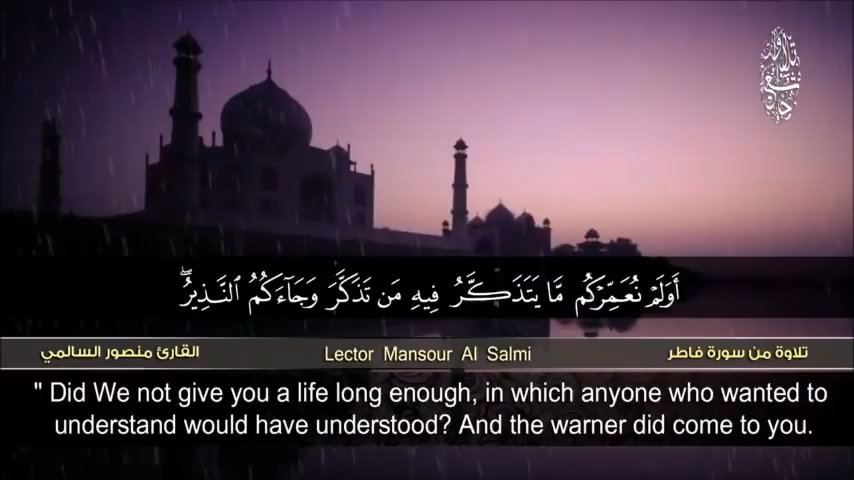 أَوَلَمْ نُعَمِّرْكُم مَّا يَتَذَكَّرُ فِيهِ مَن تَذَكَّرَ وَجَآءَكُمُ ٱلنَّذِيرُۖ
تلاوة من سورة فاطر Lector Mansour Al Salmi القارئ منصور السالمي
" Did We not give you a life long enough, in which anyone who wanted to
understand would have understood? And the warner did come to you.